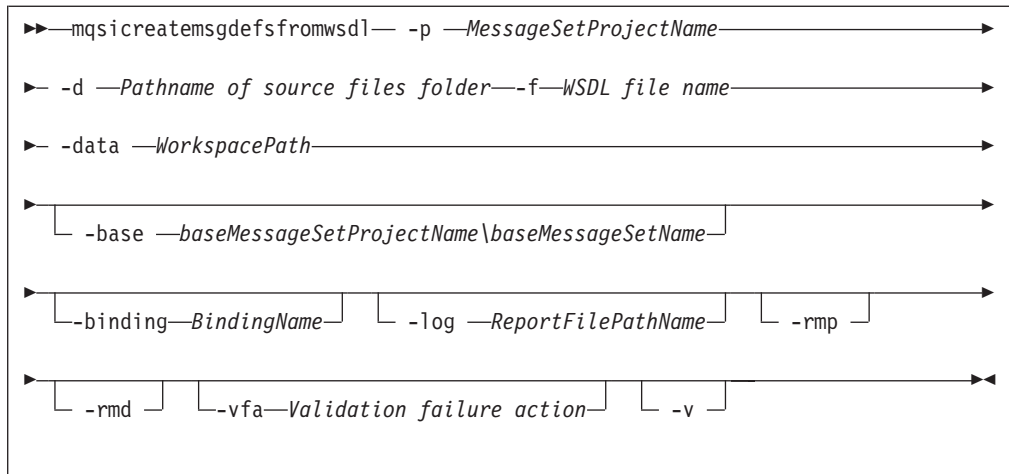 mqsicreatemsgdefsfromwsdl -p MessageSetProjectName
-d Pathname of source files folder -f WSDL file name
-data WorkspacePath
-base baseMessageSetProjectName\baseMessageSetName
-binding BindingName -log ReportFilePathName -rmp
-rmd -vfa Validation failure action -v